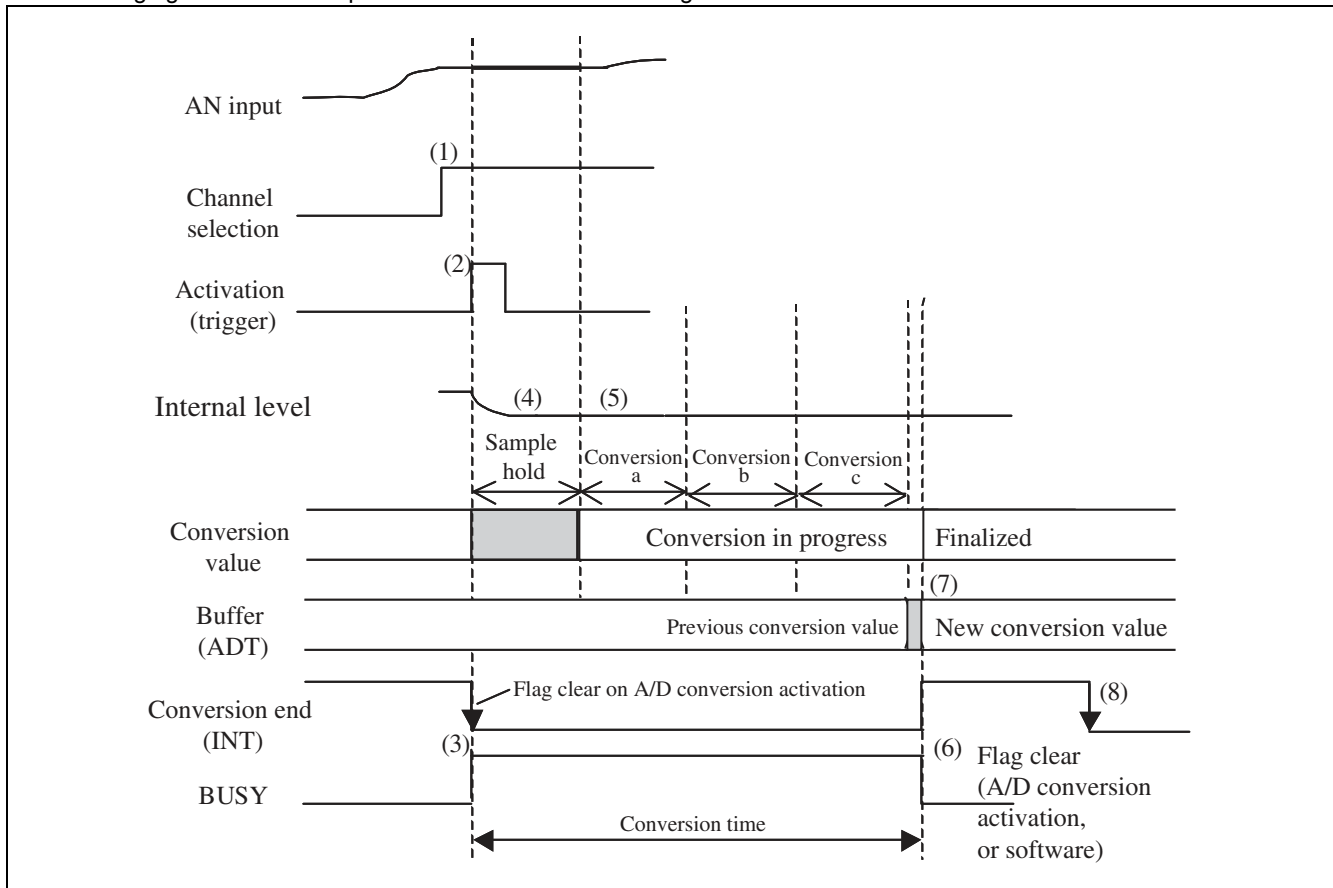 AN input
(1)
Channel
selection
(2)
Activation
(trigger)
Internal level
(4)
(5)
Sample
hold
Conversion
a
Conversion
b
Conversion
c
Conversion
value
Conversion in progress
Finalized
(7)
Buffer
(ADT)
Previous conversion value
New conversion value
Flag clear on A/D conversion activation
Conversion end
(INT)
(8)
(3)
(6)
BUSY
Flag clear
(A/D conversion
activation,
or software)
Conversion time